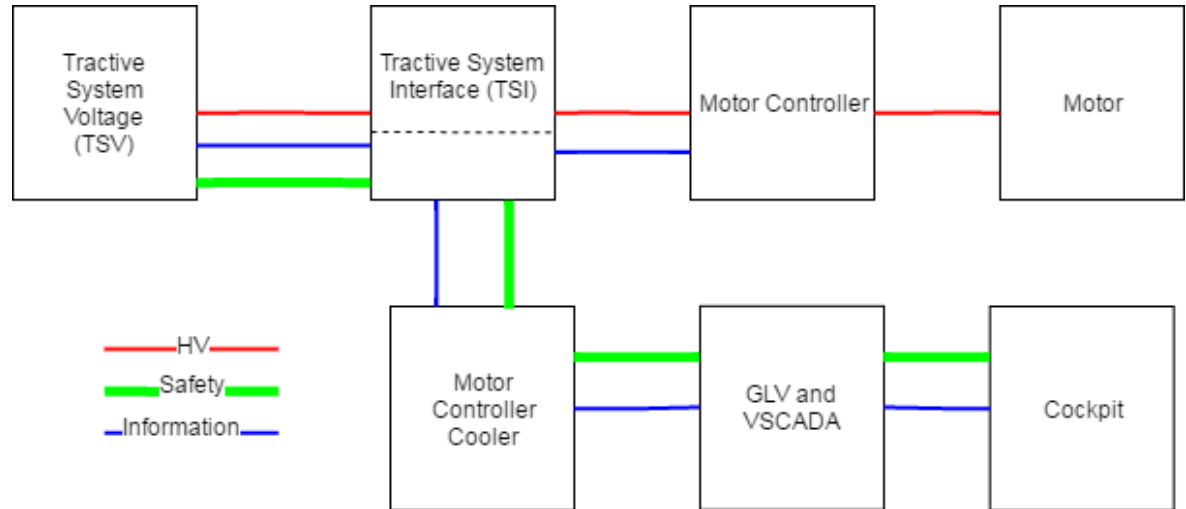 Tractive
System
Voltage
(TSV)
Tractive System
Interface (TSI)
Motor Controller
Motor
HV
Safety
Information
Motor
Controller
Cooler
GLV and
VSCADA
Cockpit